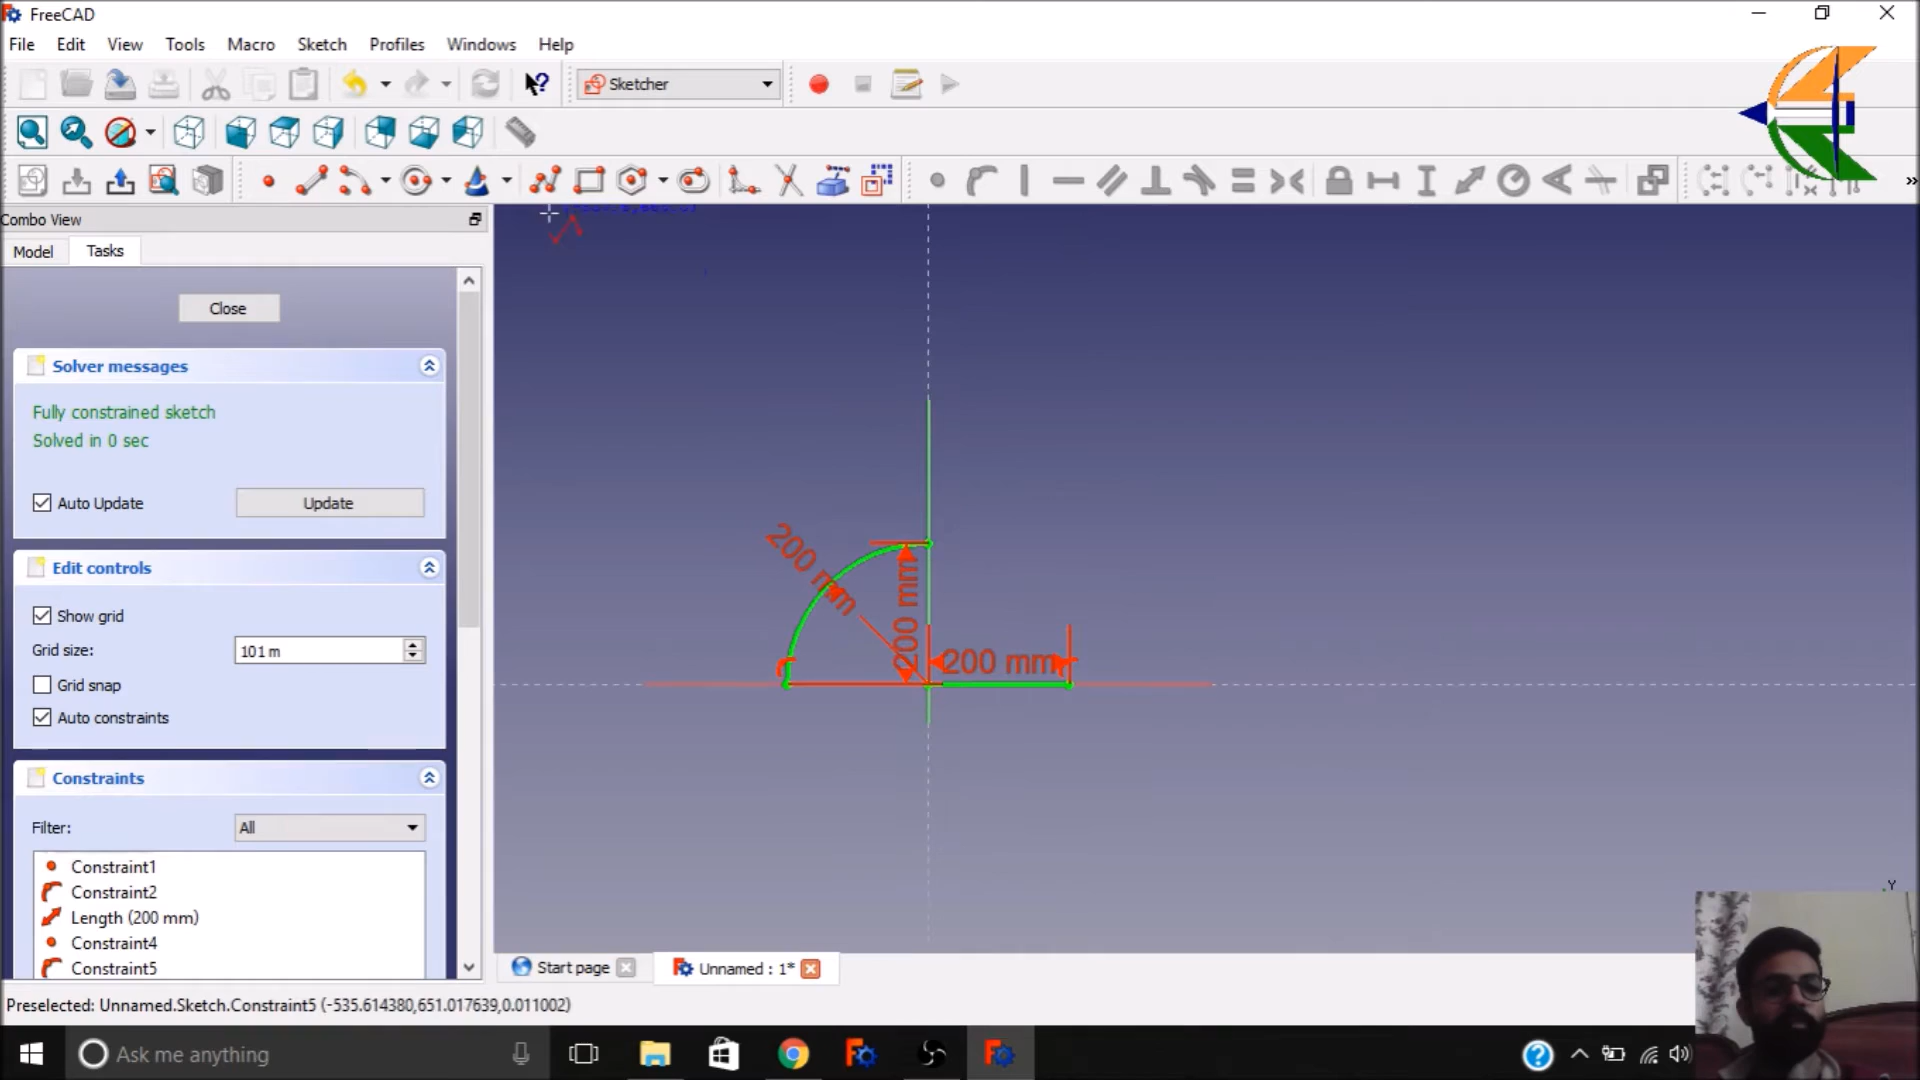 FreeCAD
File Edit View Tools Macro Sketch Profiles Windows Help
Sketcher
Combo View
Model Tasks
Close
Solver messages
Fully constrained sketch
Solved in 0 sec
Auto Update Update
Edit controls
Show grid
Grid size: 101 m
Grid snap
Auto constraints
Constraints
Filter: All
Constraint1
Constraint2
Length (200 mm)
Constraint4
Constraint5
200 mm
200 mm
200 mm
Y
Start page Unnamed : 1*
Preselected: Unnamed.Sketch.Constraint5 (-535.614380,651.017639,0.011002)
Ask me anything